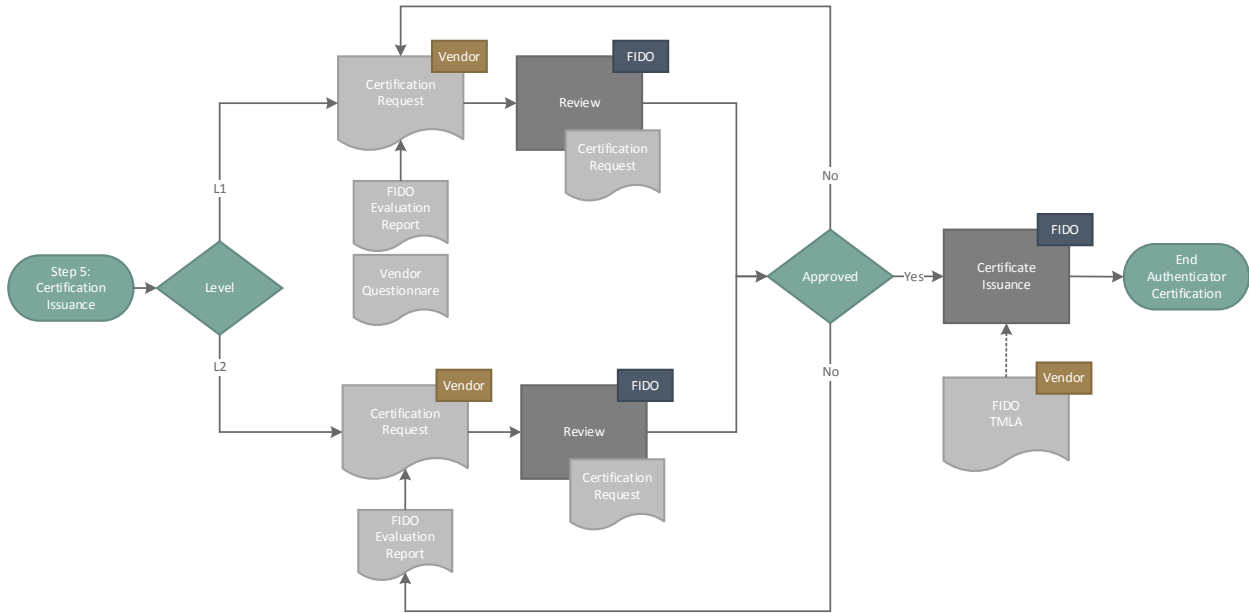 Step 5:
Certification
Issuance
Level
L1
Vendor
Certification
Request
FIDO
Evaluation
Report
Vendor
Questionnare
FIDO
Review
Certification
Request
L2
Vendor
Certification
Request
FIDO
Evaluation
Report
FIDO
Review
Certification
Request
No
Approved
No
Yes
FIDO
Certificate
Issuance
Vendor
FIDO
TMLA
End
Authenticator
Certification